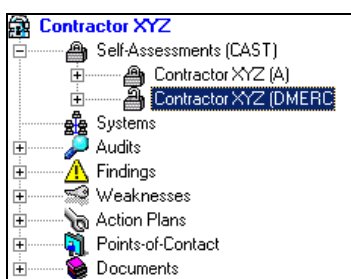 Contractor XYZ
Self-Assessments (CAST)
Contractor XYZ (A)
Contractor XYZ (DMERC
Systems
Audits
Findings
Weaknesses
Action Plans
Points-of-Contact
Documents